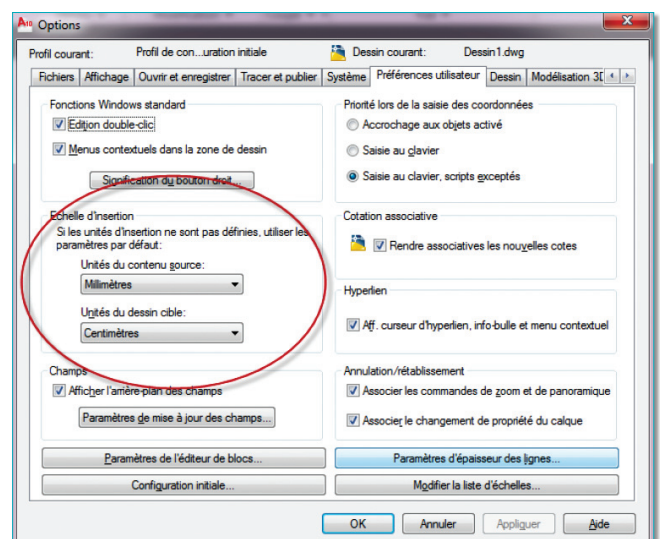 A10 Options
Profil courant: Profil de con...uration initiale Dessin courant: Dessin1.dwg
Fichiers Affichage Ouvrir et enregistrer Tracer et publier Système Préférences utilisateur Dessin Modélisation 3D
Fonctions Windows standard
Edition double-clic
Menus contextuels dans la zone de dessin
Signification du bouton droit...
Echelle d'insertion
Si les unités d'insertion ne sont pas définies, utiliser les
paramètres par défaut:
Unités du contenu source:
Millimètres
Unités du dessin cible:
Centimètres
Champs
Afficher l'arrière-plan des champs
Paramètres de mise à jour des champs...
Paramètres de l'éditeur de blocs...
Configuration initiale...
Priorité lors de la saisie des coordonnées
Accrochage aux objets activé
Saisie au clavier
Saisie au clavier, scripts exceptés
Cotation associative
Rendre associatives les nouvelles cotes
Hyperlien
Aff. curseur d'hyperlien, info-bulle et menu contextuel
Annulation/rétablissement
Associer les commandes de zoom et de panoramique
Associer le changement de propriété du calque
Paramètres d'épaisseur des lignes...
Modifier la liste d'échelles...
OK Annuler Appliquer Aide